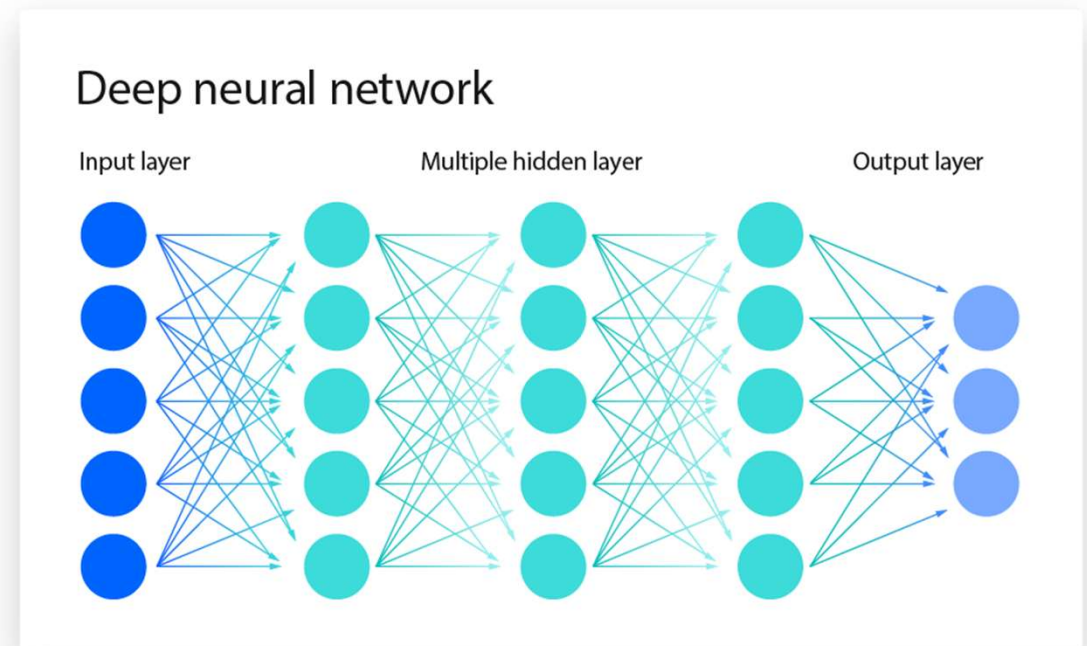 Deep neural network
Input layer
Multiple hidden layer
Output layer